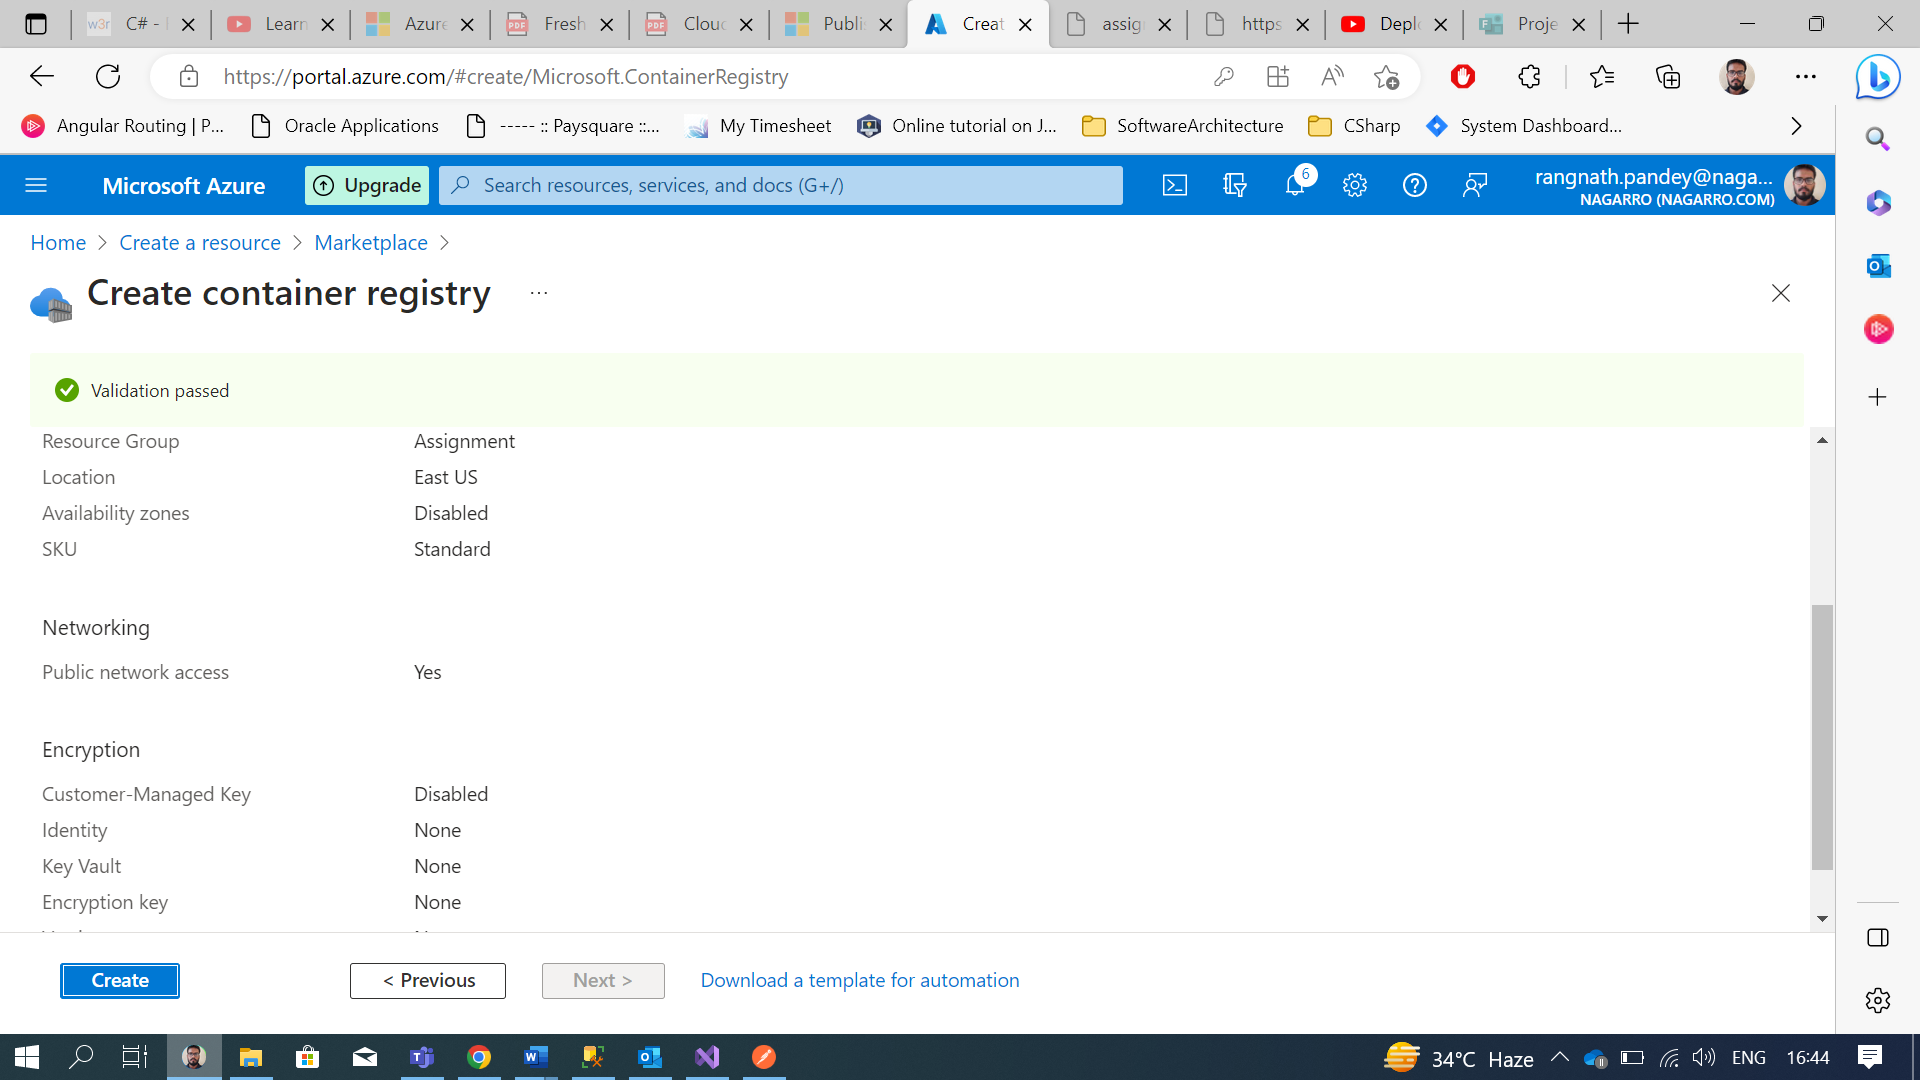 C# -
Learn
Azure
Fresh
Cloud
Publis
Creat
assig
https
Deplo
Proje
https://portal.azure.com/#create/Microsoft.ContainerRegistry
Angular Routing | P...
Oracle Applications
----- :: Paysquare ::...
My Timesheet
Online tutorial on J...
SoftwareArchitecture
CSharp
System Dashboard...
Microsoft Azure
Upgrade
Search resources, services, and docs (G+/)
6
rangnath.pandey@naga...
NAGARRO (NAGARRO.COM)
Home > Create a resource > Marketplace >
Create container registry ...
Validation passed
Resource Group Assignment
Location East US
Availability zones Disabled
SKU Standard
Networking
Public network access Yes
Encryption
Customer-Managed Key Disabled
Identity None
Key Vault None
Encryption key None
Create
< Previous
Next >
Download a template for automation
34°C Haze
ENG
16:44